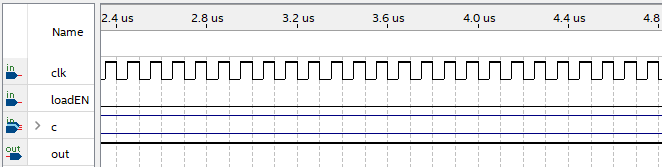 Name
2.4 us 2.8 us 3.2 us 3.6 us 4.0 us 4.4 us 4.8
in clk
in loadEN
in c
out out